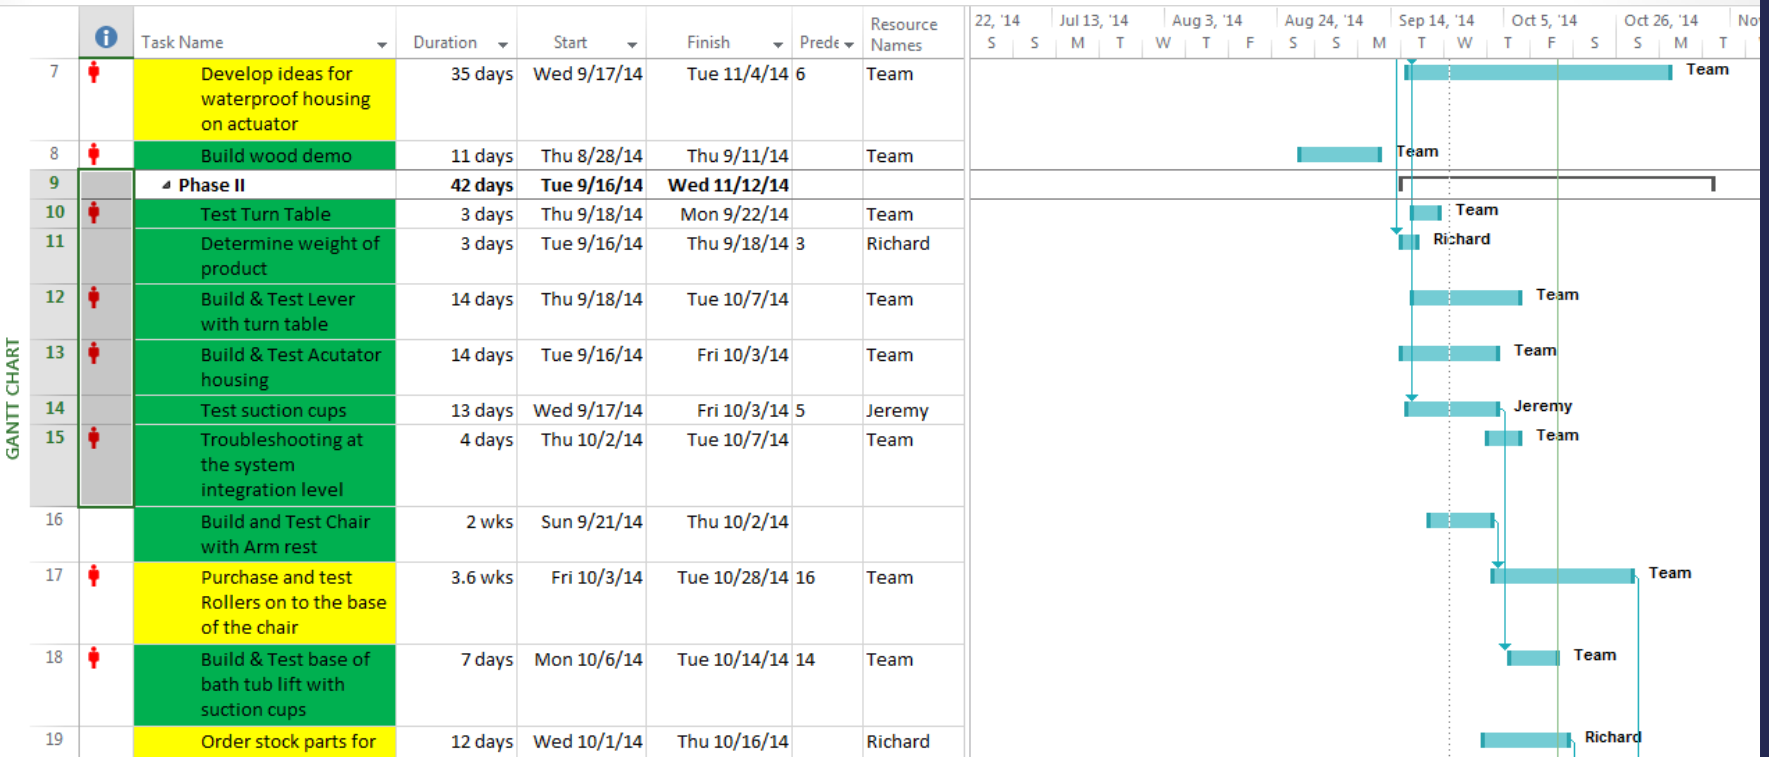 22, '14 Jul 13, '14 Aug 3, '14 Aug 24, '14 Sep 14, '14 Oct 5, '14 Oct 26, '14
Task Name Duration Start Finish Resource Names
S S M T W T F S S M T W T F S S M T
7 Develop ideas for waterproof housing on actuator 35 days Wed 9/17/14 Tue 11/4/14 6 Team Team
8 Build wood demo 11 days Thu 8/28/14 Thu 9/11/14 Team Team
9 Phase II 42 days Tue 9/16/14 Wed 11/12/14
10 Test Turn Table 3 days Thu 9/18/14 Mon 9/22/14 Team Team
11 Determine weight of product 3 days Tue 9/16/14 Thu 9/18/14 3 Richard Richard
12 Build & Test Lever with turn table 14 days Thu 9/18/14 Tue 10/7/14 Team Team
13 Build & Test Acutator housing 14 days Tue 9/16/14 Fri 10/3/14 Team Team
14 Test suction cups 13 days Wed 9/17/14 Fri 10/3/14 5 Jeremy Jeremy
15 Troubleshooting at the system integration level 4 days Thu 10/2/14 Tue 10/7/14 Team Team
16 Build and Test Chair with Arm rest 2 wks Sun 9/21/14 Thu 10/2/14
17 Purchase and test Rollers on to the base of the chair 3.6 wks Fri 10/3/14 Tue 10/28/14 16 Team Team
18 Build & Test base of bath tub lift with suction cups 7 days Mon 10/6/14 Tue 10/14/14 14 Team Team
19 Order stock parts for 12 days Wed 10/1/14 Thu 10/16/14 Richard Richard
GANTT CHART